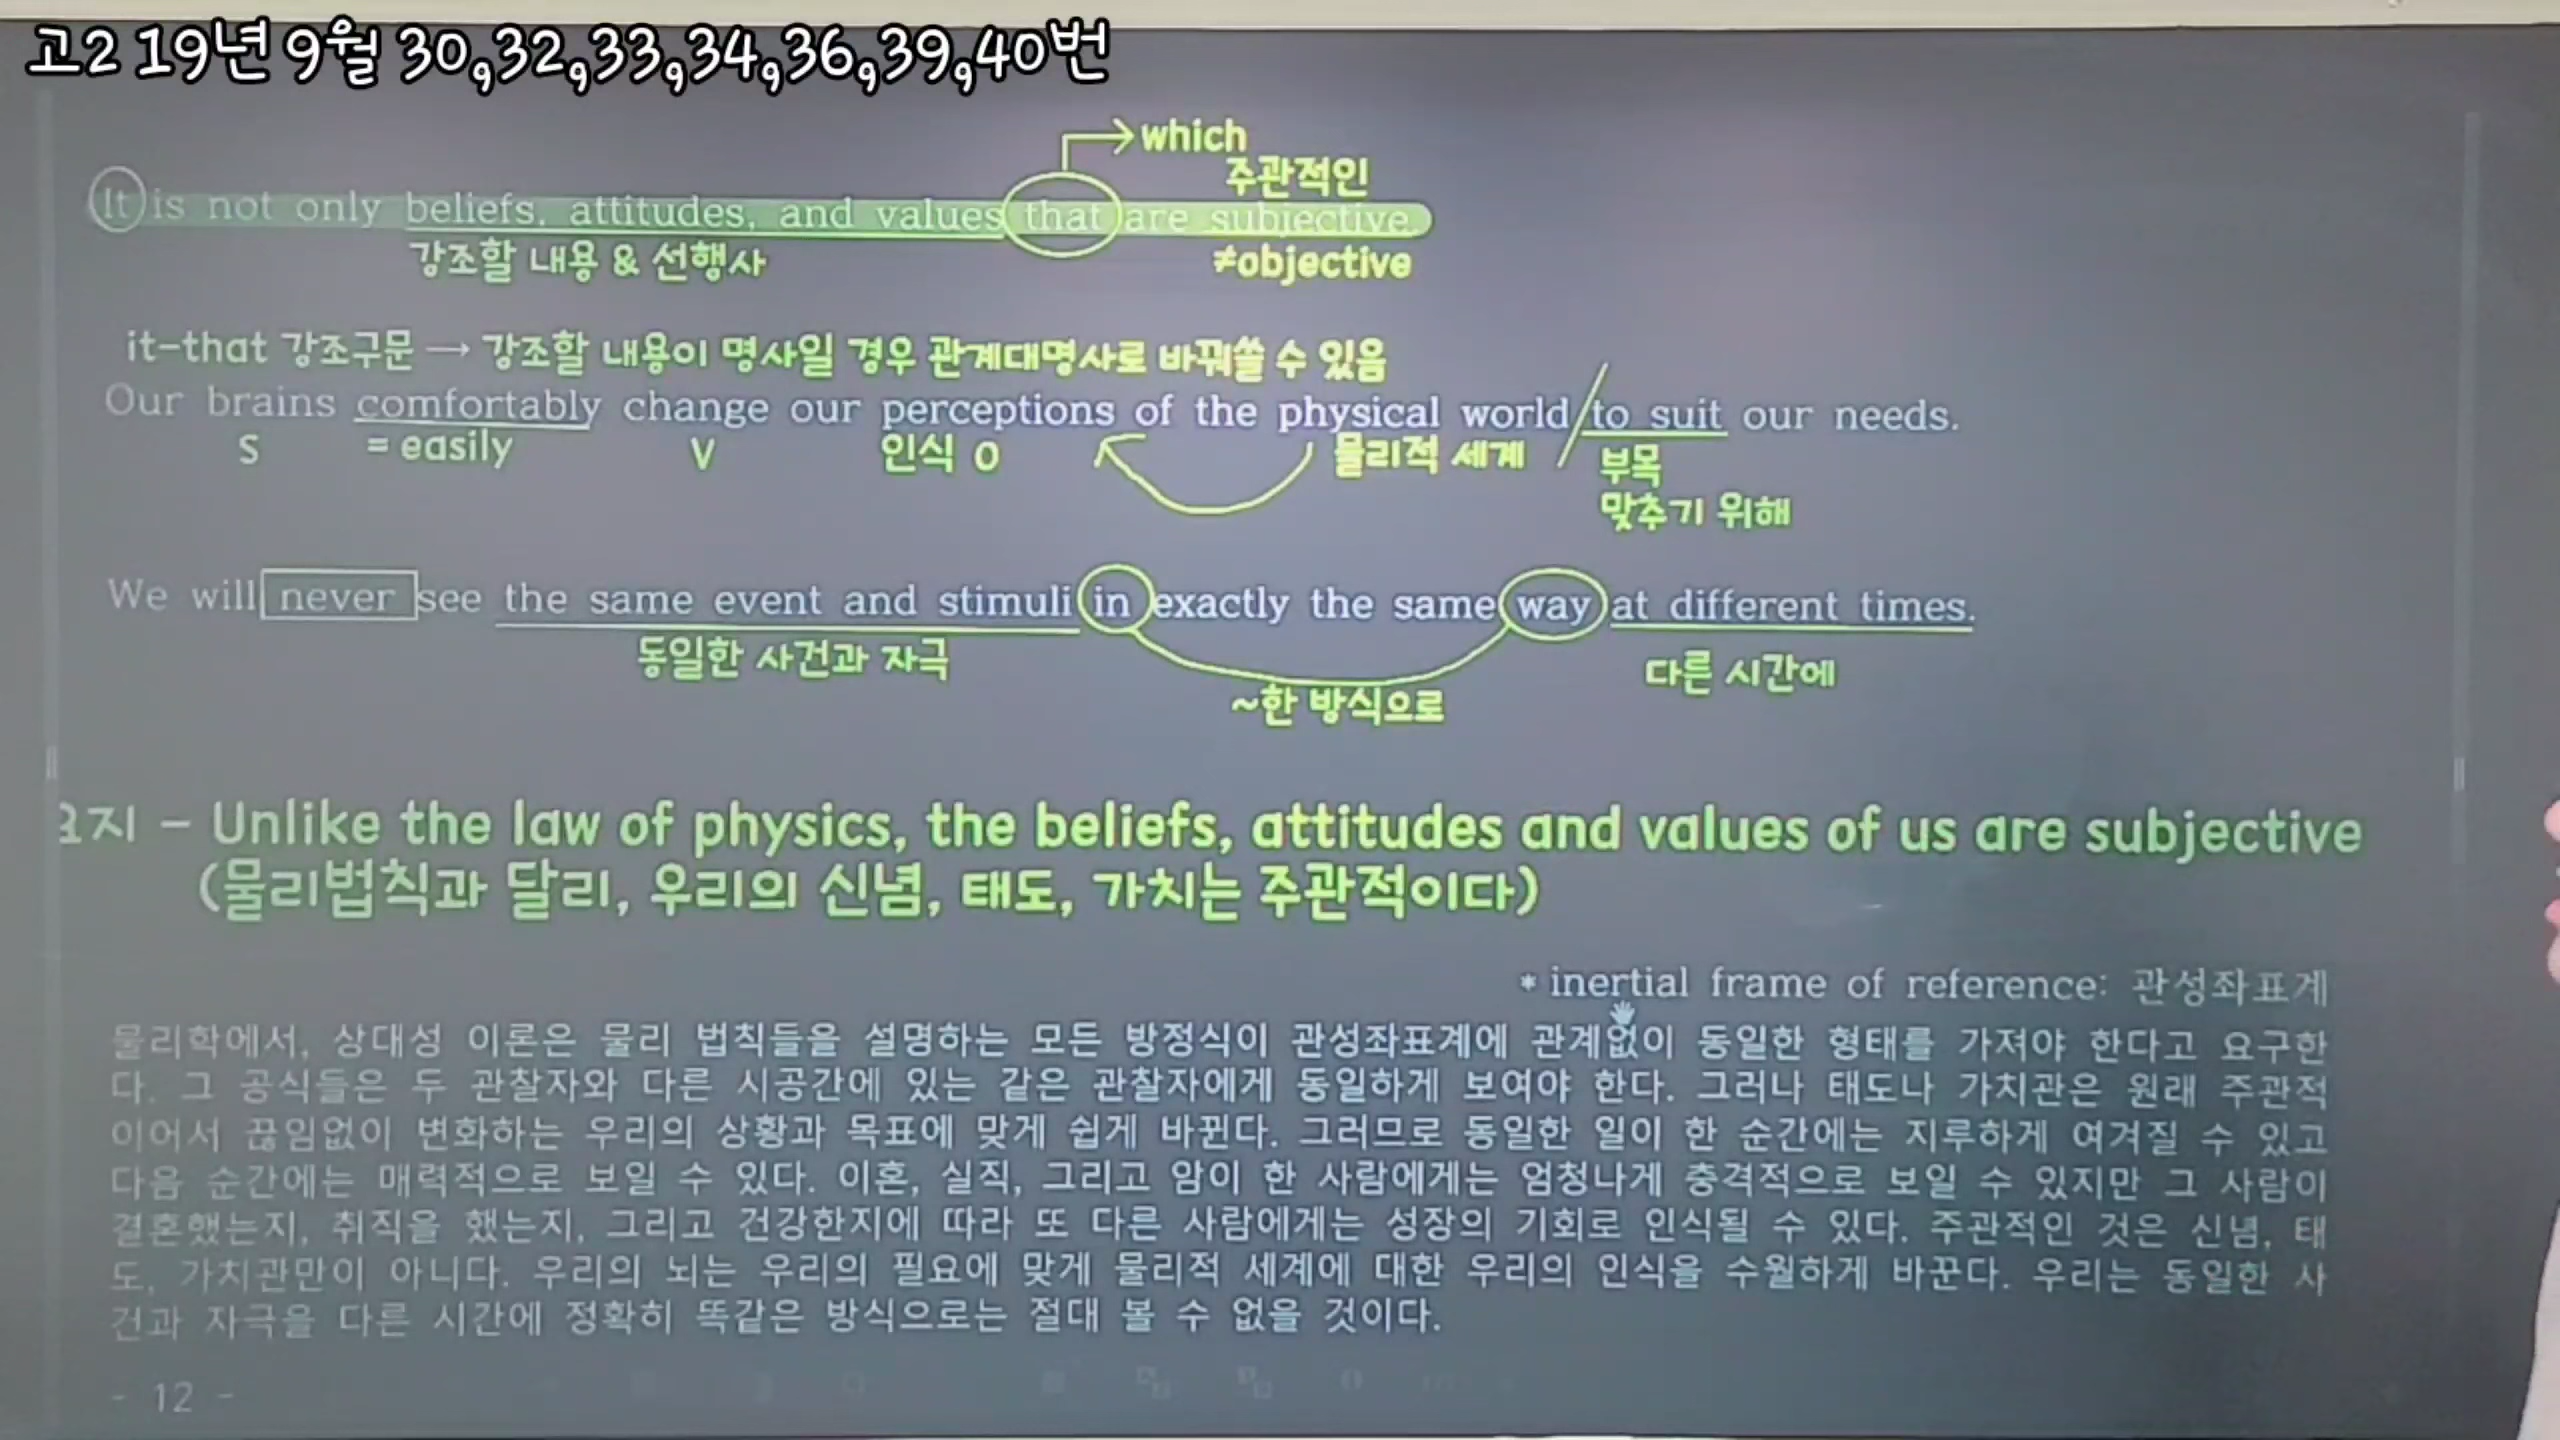 고2 19년 9월 30,32,33,34,36,39,40번
which
주관적인
It is not only beliefs, attitudes, and values that are subjective.
강조할 내용 & 선행사
≠objective
it-that 강조구문 → 강조할 내용이 명사일 경우 관계대명사로 바꿔쓸 수 있음
Our brains comfortably change our perceptions of the physical world / to suit our needs.
S = easily V 인식 O 물리적 세계 부목
맞추기 위해
We will never see the same event and stimuli in exactly the same way at different times.
동일한 사건과 자극
다른 시간에
~한 방식으로
요지 - Unlike the law of physics, the beliefs, attitudes and values of us are subjective
(물리법칙과 달리, 우리의 신념, 태도, 가치는 주관적이다)
* inertial frame of reference: 관성좌표계
물리학에서, 상대성 이론은 물리 법칙들을 설명하는 모든 방정식이 관성좌표계에 관계없이 동일한 형태를 가져야 한다고 요구한
다. 그 공식들은 두 관찰자와 다른 시공간에 있는 같은 관찰자에게 동일하게 보여야 한다. 그러나 태도나 가치관은 원래 주관적
이어서 끊임없이 변화하는 우리의 상황과 목표에 맞게 쉽게 바뀐다. 그러므로 동일한 일이 한 순간에는 지루하게 여겨질 수 있고
다음 순간에는 매력적으로 보일 수 있다. 이혼, 실직, 그리고 암이 한 사람에게는 엄청나게 충격적으로 보일 수 있지만 그 사람이
결혼했는지, 취직을 했는지, 그리고 건강한지에 따라 또 다른 사람에게는 성장의 기회로 인식될 수 있다. 주관적인 것은 신념, 태
도, 가치관만이 아니다. 우리의 뇌는 우리의 필요에 맞게 물리적 세계에 대한 우리의 인식을 수월하게 바꾼다. 우리는 동일한 사
건과 자극을 다른 시간에 정확히 똑같은 방식으로는 절대 볼 수 없을 것이다.
- 12 -